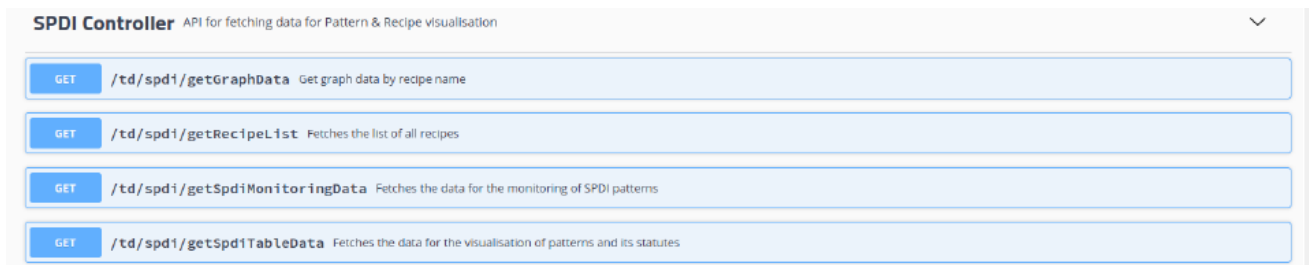 SPDI Controller API for fetching data for Pattern & Recipe visualisation
GET /td/spdi/getGraphData Get graph data by recipe name
GET /td/spdi/getRecipeList Fetches the list of all recipes
GET /td/spdi/getSpdiMonitoringData Fetches the data for the monitoring of SPDI patterns
GET /td/spdi/getSpdiTableData Fetches the data for the visualisation of patterns and its statutes